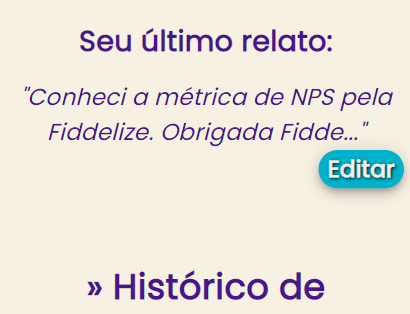 Seu último relato:
"Conheci a métrica de NPS pela
Fiddelize. Obrigada Fidde..."
Editar
» Histórico de